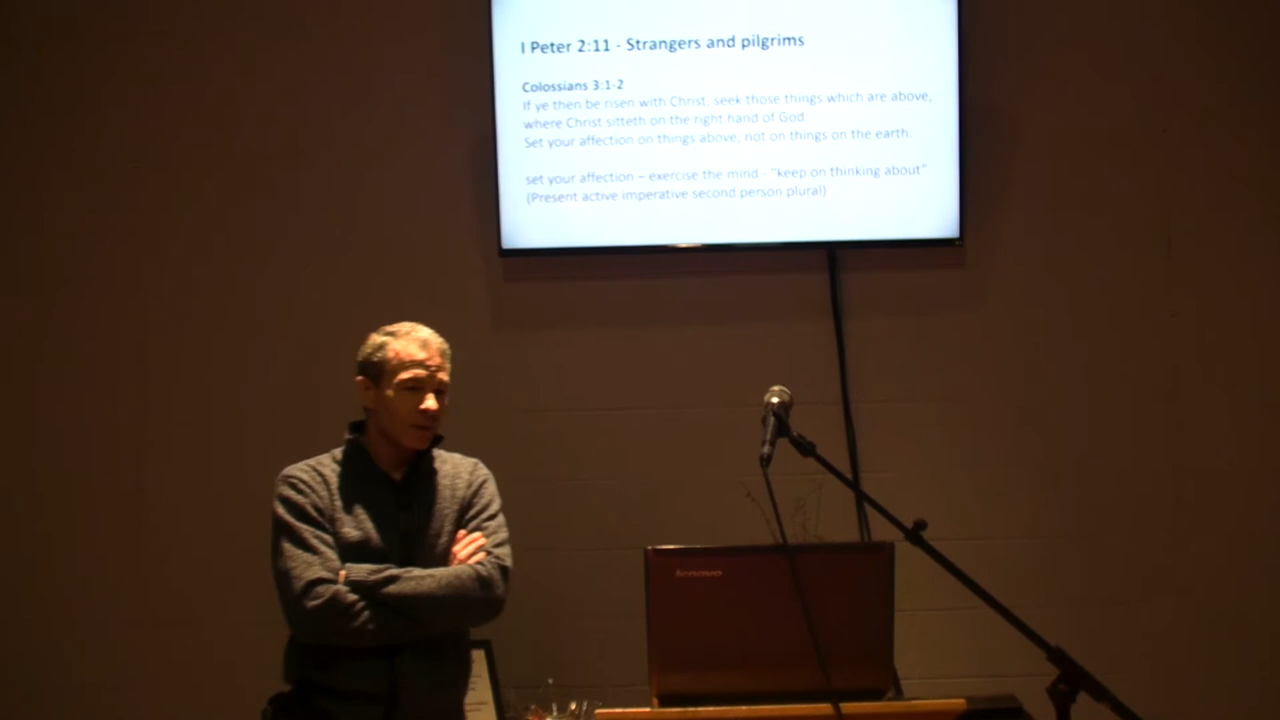 I Peter 2:11 - Strangers and pilgrims
Colossians 3:1-2
If ye then be risen with Christ, seek those things which are above,
where Christ sitteth on the right hand of God.
Set your affection on things above, not on things on the earth.
set your affection – exercise the mind - "keep on thinking about"
(Present active imperative second person plural)
lenovo